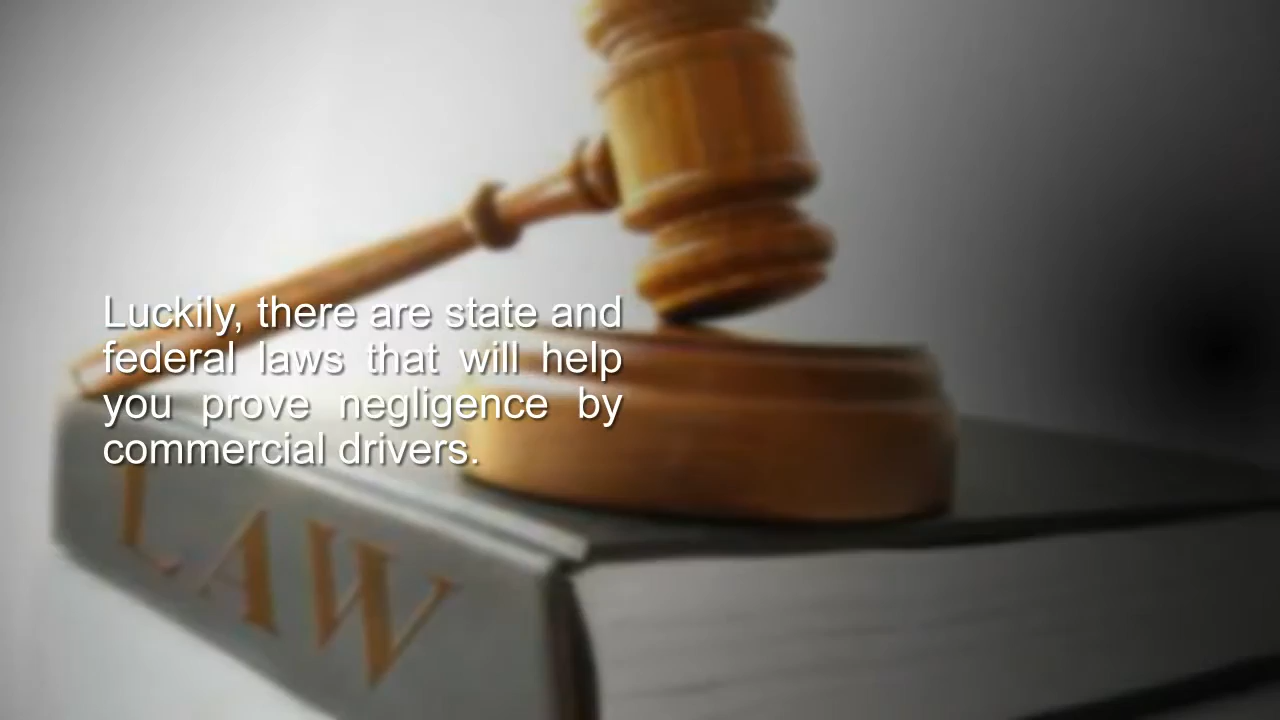 Luckily, there are state and
federal laws that will help
you prove negligence by
commercial drivers.
LAW